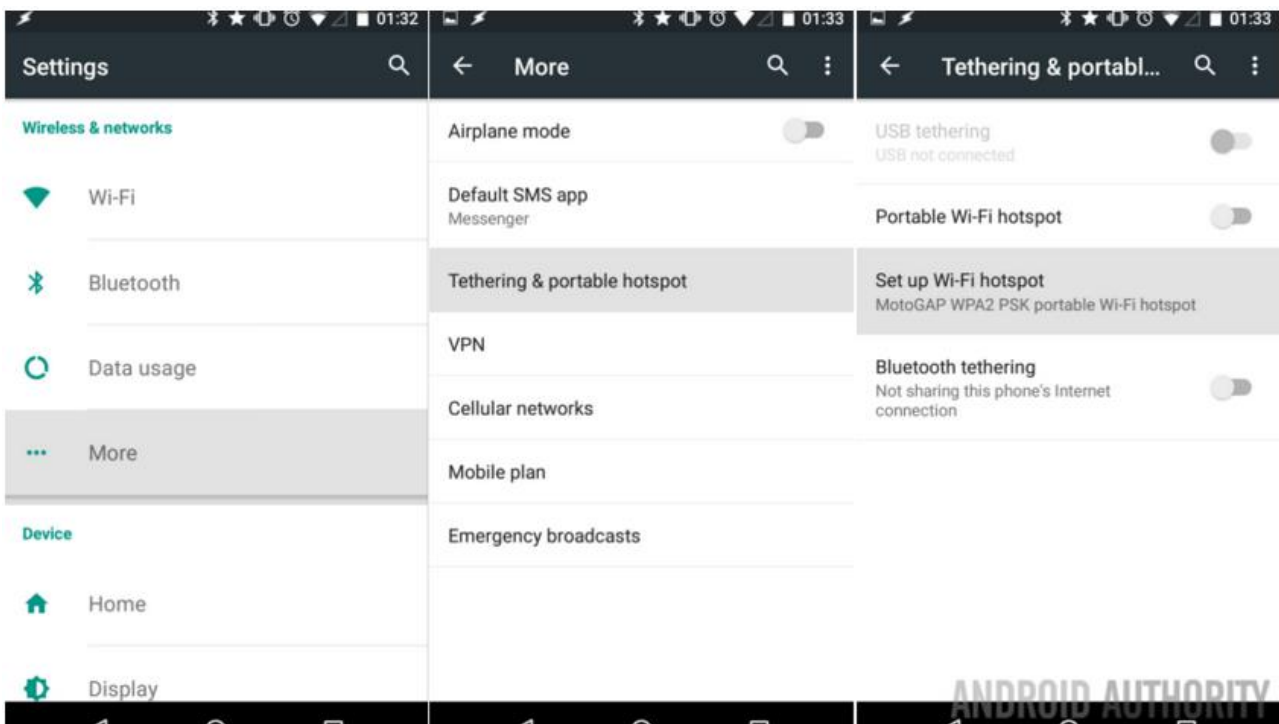 01:32
Settings
Wireless & networks
Wi-Fi
Bluetooth
Data usage
More
Device
Home
Display
01:33
More
Airplane mode
Default SMS app
Messenger
Tethering & portable hotspot
VPN
Cellular networks
Mobile plan
Emergency broadcasts
01:33
Tethering & portabl...
USB tethering
USB not connected
Portable Wi-Fi hotspot
Set up Wi-Fi hotspot
MotoGAP WPA2 PSK portable Wi-Fi hotspot
Bluetooth tethering
Not sharing this phone's Internet
connection
ANDROID AUTHORITY